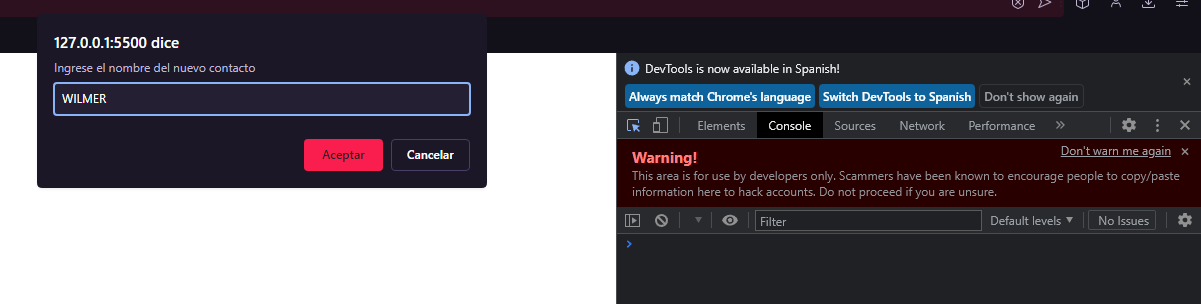 127.0.0.1:5500 dice
Ingrese el nombre del nuevo contacto
WILMER
Aceptar Cancelar
DevTools is now available in Spanish!
Always match Chrome's language Switch DevTools to Spanish Don't show again
Elements Console Sources Network Performance »
Warning! Don't warn me again
This area is for use by developers only. Scammers have been known to encourage people to copy/paste
information here to hack accounts. Do not proceed if you are unsure.
Filter Default levels No Issues